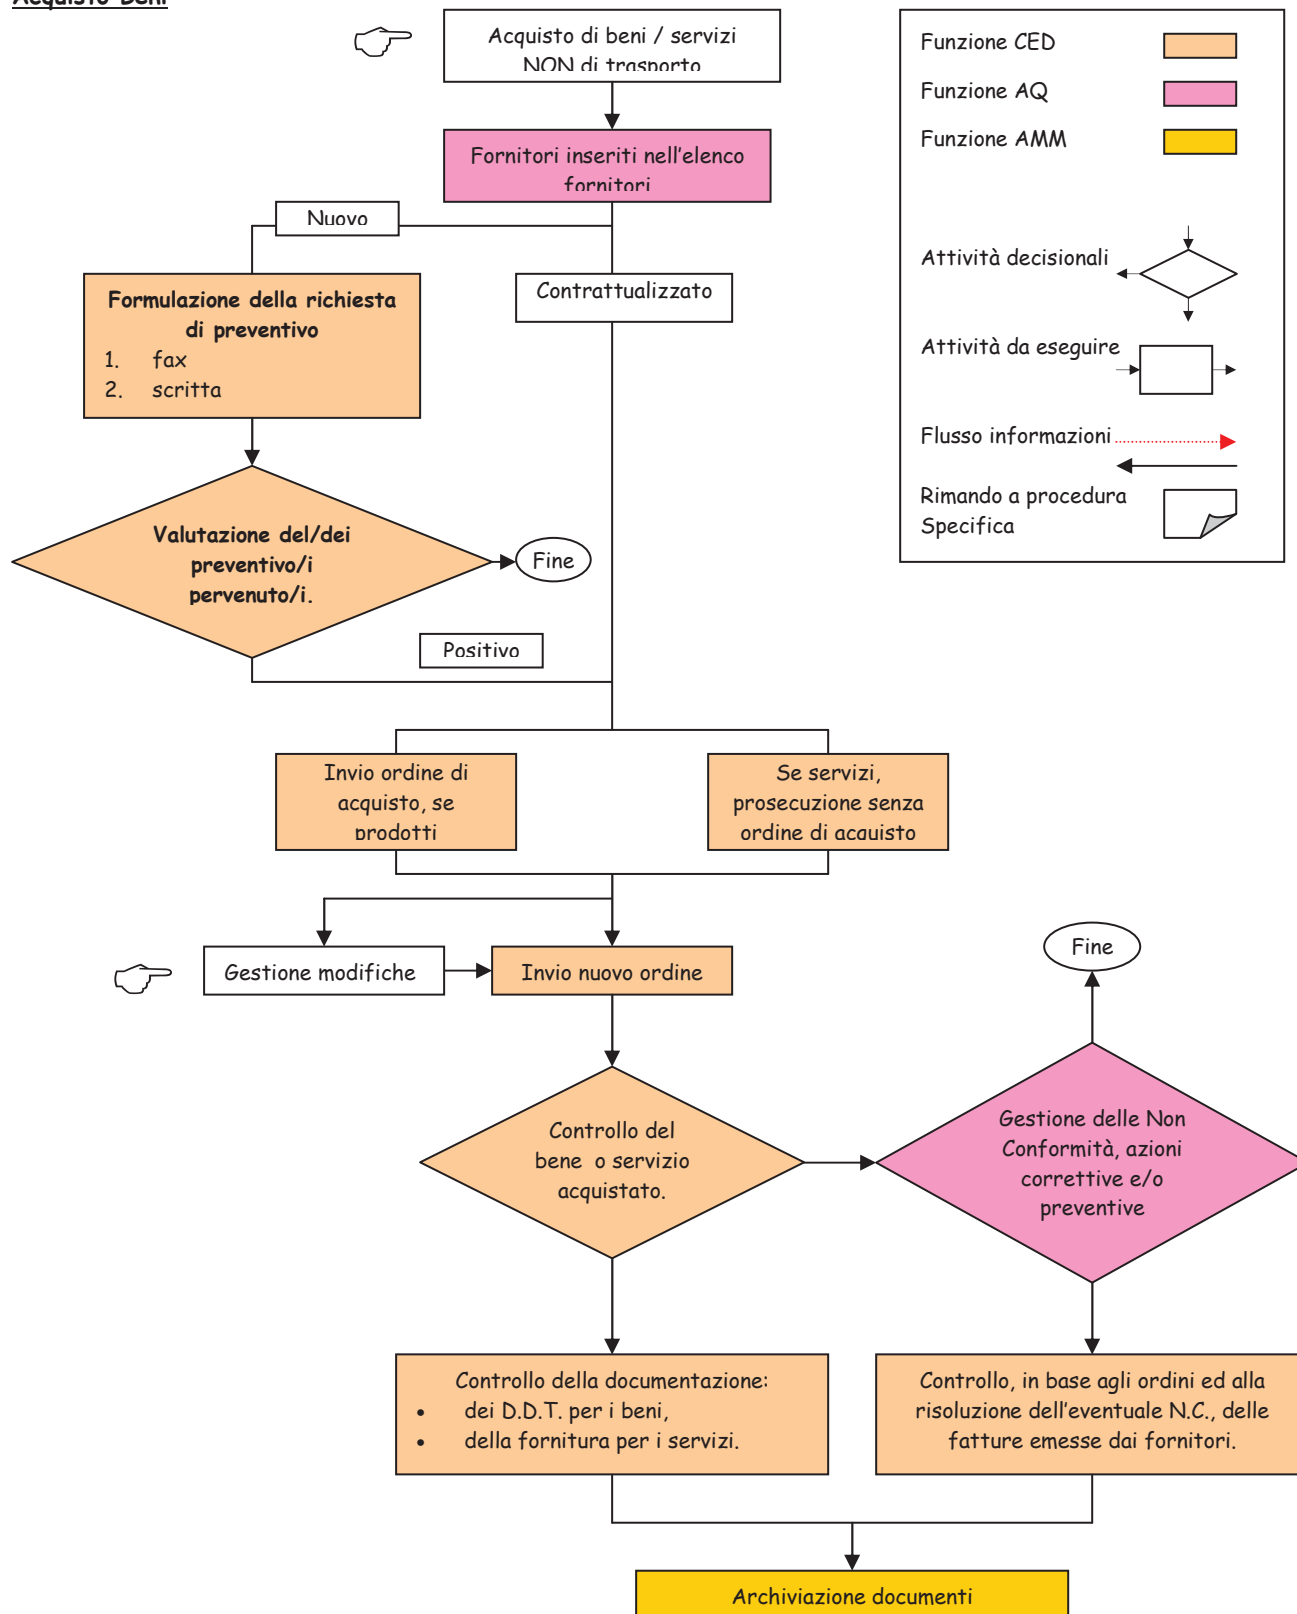 Acquisto Beni
Acquisto di beni / servizi
NON di trasporto
Fornitori inseriti nell'elenco
fornitori
Nuovo
Formulazione della richiesta
di preventivo
1. fax
2. scritta
Contrattualizzato
Valutazione del/dei
preventivo/i
pervenuto/i.
Fine
Positivo
Invio ordine di
acquisto, se
prodotti
Se servizi,
prosecuzione senza
ordine di acquisto
Gestione modifiche
Invio nuovo ordine
Fine
Controllo del
bene o servizio
acquistato.
Gestione delle Non
Conformità, azioni
correttive e/o
preventive
Controllo della documentazione:
• dei D.D.T. per i beni,
• della fornitura per i servizi.
Controllo, in base agli ordini ed alla
risoluzione dell'eventuale N.C., delle
fatture emesse dai fornitori.
Archiviazione documenti
Funzione CED
Funzione AQ
Funzione AMM
Attività decisionali
Attività da eseguire
Flusso informazioni
Rimando a procedura
Specifica